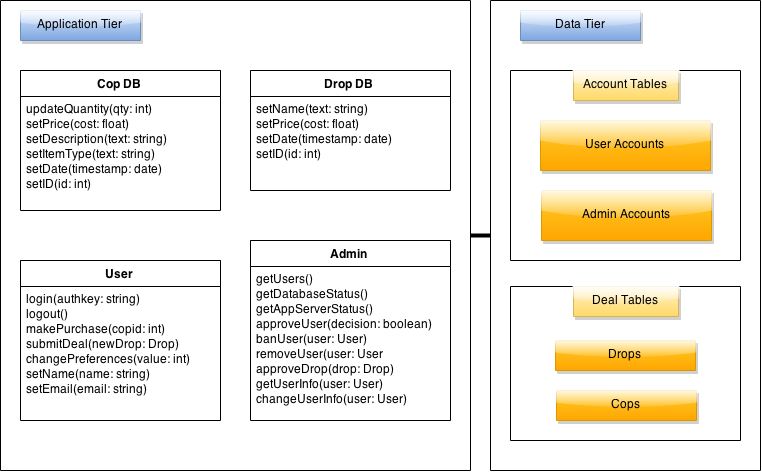 Application Tier
Cop DB
updateQuantity(qty: int)
setPrice(cost: float)
setDescription(text: string)
setItemType(text: string)
setDate(timestamp: date)
setID(id: int)
Drop DB
setName(text: string)
setPrice(cost: float)
setDate(timestamp: date)
setID(id: int)
User
login(authkey: string)
logout()
makePurchase(copid: int)
submitDeal(newDrop: Drop)
changePreferences(value: int)
setName(name: string)
setEmail(email: string)
Admin
getUsers()
getDatabaseStatus()
getAppServerStatus()
approveUser(decision: boolean)
banUser(user: User)
removeUser(user: User
approveDrop(drop: Drop)
getUserInfo(user: User)
changeUserInfo(user: User)
Data Tier
Account Tables
User Accounts
Admin Accounts
Deal Tables
Drops
Cops